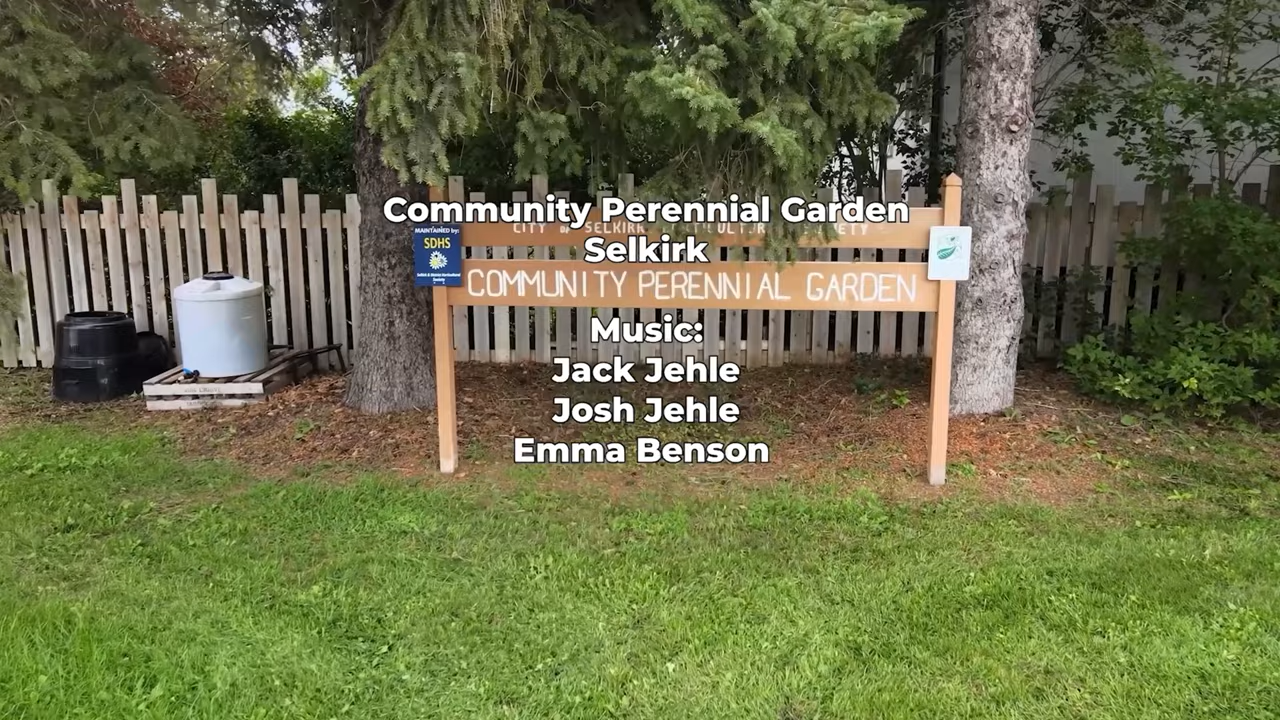 Community Perennial Garden
CITY OF SELKIRK
MAINTAINED by:
SDHS
Selkirk
COMMUNITY PERENNIAL GARDEN
Music:
Jack Jehle
Josh Jehle
Emma Benson